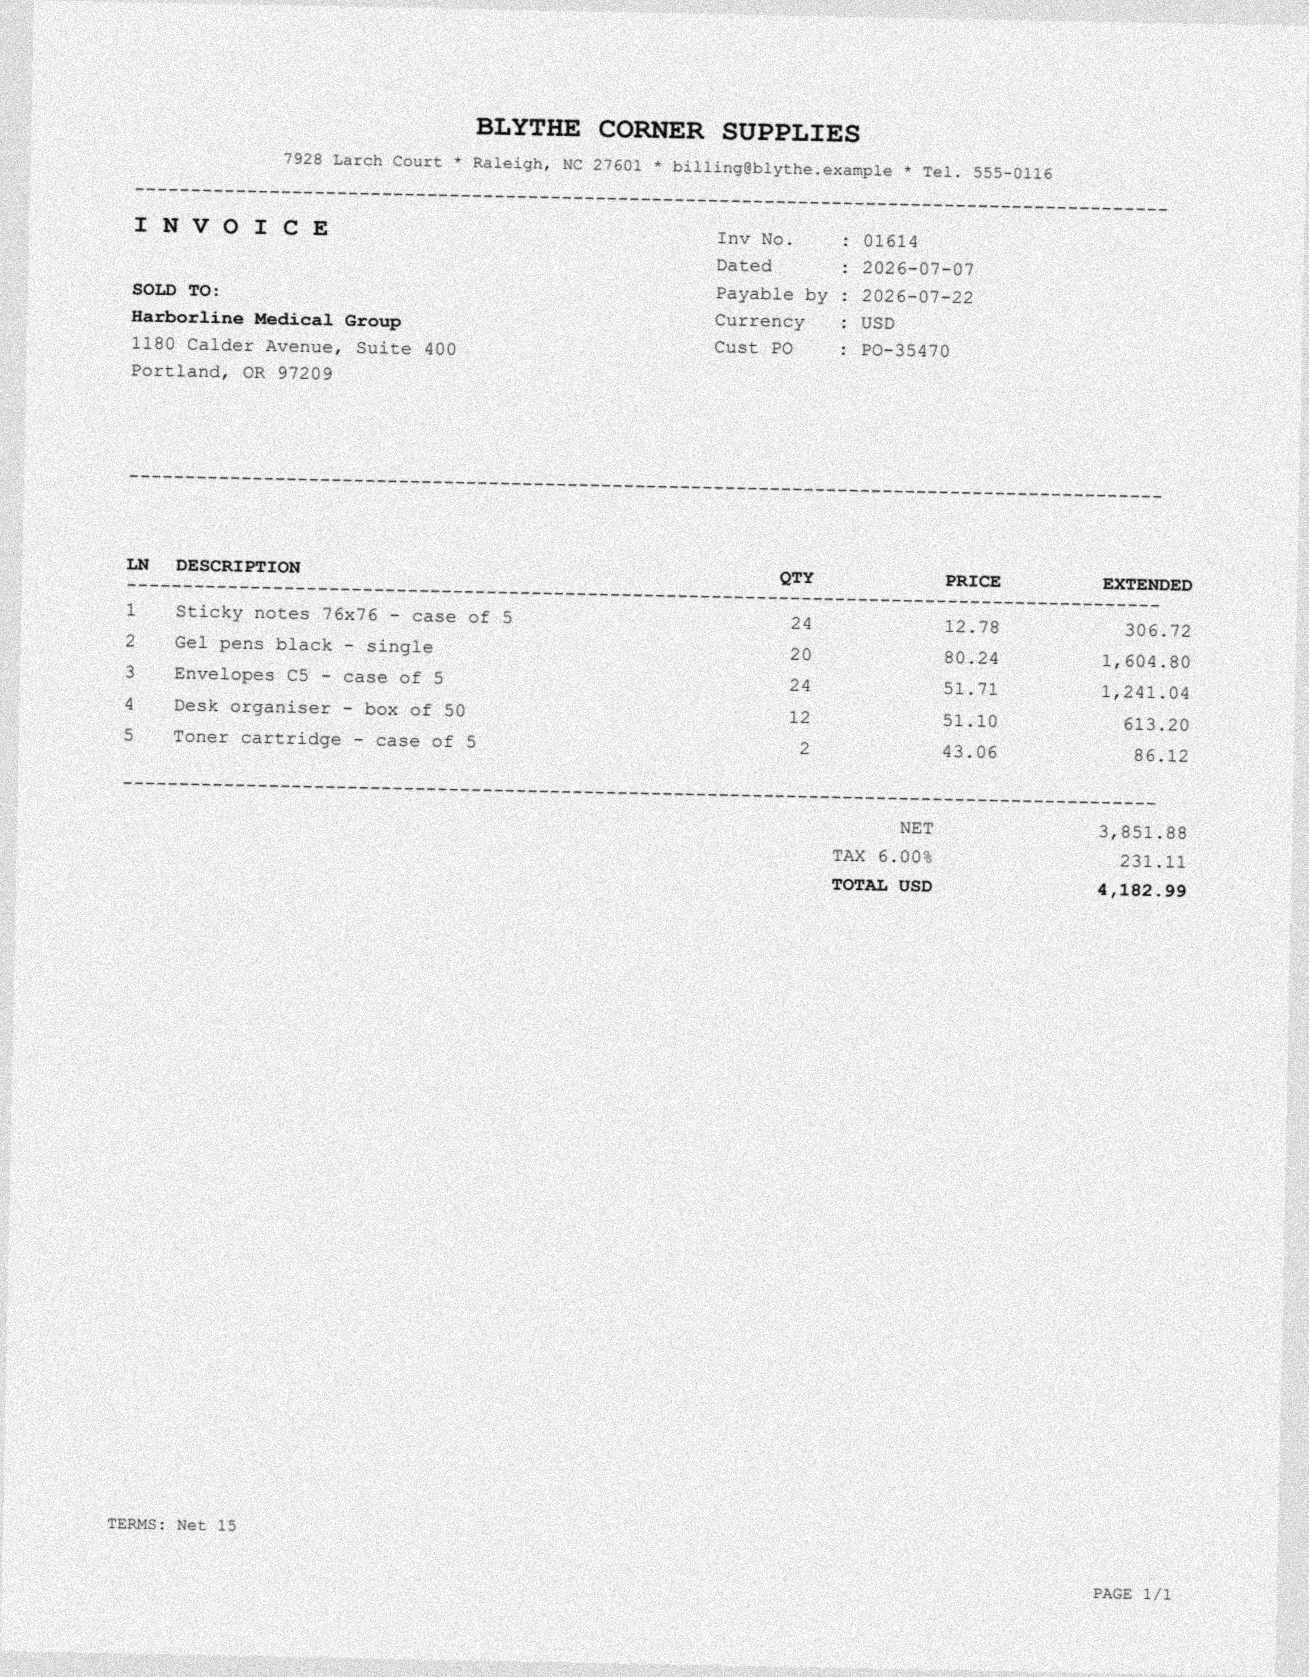 BLYTHE CORNER SUPPLIES
7928 Larch Court * Raleigh, NC 27601 * billing@blythe.example * Tel. 555-0116
INVOICE
Inv No. : 01614
Dated : 2026-07-07
Payable by : 2026-07-22
Currency : USD
Cust PO : PO-35470
SOLD TO:
Harborline Medical Group
1180 Calder Avenue, Suite 400
Portland, OR 97209
LN DESCRIPTION QTY PRICE EXTENDED
1 Sticky notes 76x76 - case of 5 24 12.78 306.72
2 Gel pens black - single 20 80.24 1,604.80
3 Envelopes C5 - case of 5 24 51.71 1,241.04
4 Desk organiser - box of 50 12 51.10 613.20
5 Toner cartridge - case of 5 2 43.06 86.12
NET 3,851.88
TAX 6.00% 231.11
TOTAL USD 4,182.99
TERMS: Net 15
PAGE 1/1